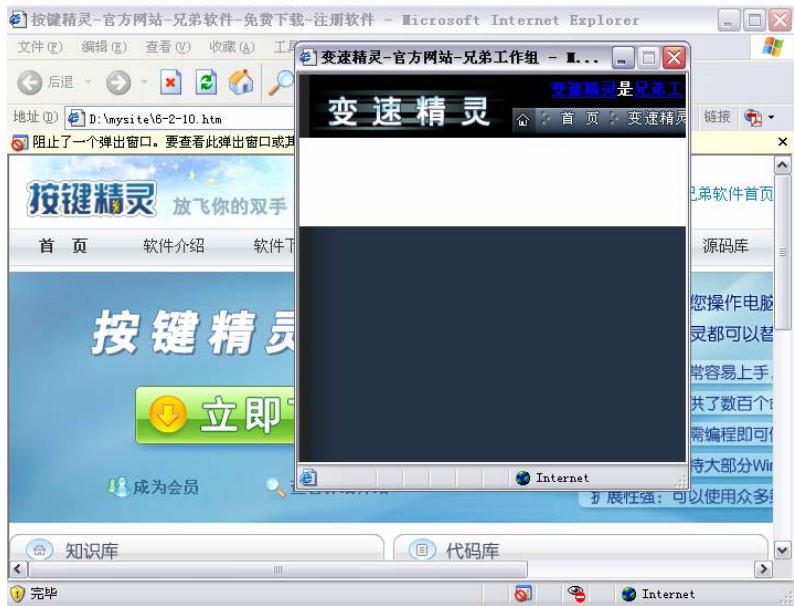 按键精灵-官方网站-兄弟软件-免费下载-注册软件 - Microsoft Internet Explorer
文件(F) 编辑(E) 查看(V) 收藏(A)
变速精灵-官方网站-兄弟工作组 - M...
后退
变速精灵是兄弟工
变速精灵
首 页 变速精灵
地址(D) D:\mysite\6-2-10.htm
链接
阻止了一个弹出窗口。要查看此弹出窗口或其
按键精灵 放飞你的双手
兄弟软件首页
首 页 软件介绍 软件下
源码库
按键精灵
您操作电脑
灵都可以替
立即
常容易上手
共了数百个
需编程即可
持大部分Win
扩展性强：可以使用众多
成为会员
Internet
知识库 代码库
完毕 Internet